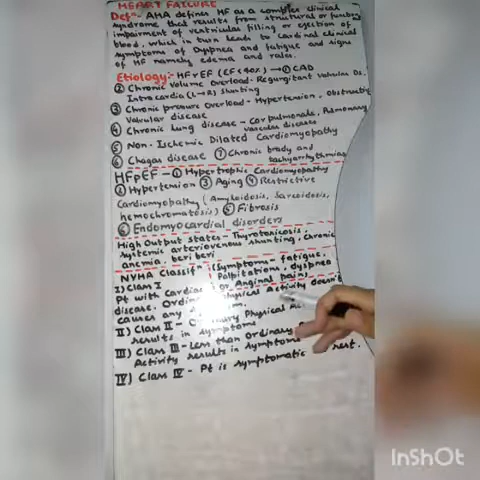 HEART FAILURE
Defn- AHA defines HF as a complex clinical
syndrome that results from structural or functional
impairment of ventricular filling or ejection of
blood, which in turn leads to cardinal clinical
symptoms of Dyspnea and fatigue and signs
of HF namely edema and rales.
Etiology:- HFrEF (EF<40%) → ① CAD
② Chronic Volume Overload- Regurgitant Valvular Ds.
Intracardia (L→R) Shunting
③ Chronic pressure Overload- Hypertension, Obstructive
Valvular disease
④ Chronic lung disease - Cor pulmonale, Pulmonary
vascular diseases
⑤ Non-Ischemic Dilated Cardiomyopathy
⑥ Chagas disease ⑦ Chronic brady and
tachyarrhythmias
HFpEF - ① Hypertrophic Cardiomyopathy
② Hypertension ③ Aging ④ Restrictive
Cardiomyopathy (Amyloidosis, Sarcoidosis,
hemochromatosis) ⑤ Fibrosis
⑥ Endomyocardial disorders
High Output States- Thyrotoxicosis,
systemic arteriovenous shunting, Chronic
anemia, beri beri
NYHA Classifn (Symptoms - fatigue,
I) Class I Palpitations, dyspnea
Pt with Cardiac or Anginal pain)
disease. Physical Activity doesn't
causes any
II) Class II - Physical
results in symptoms
III) Class III - Less than Ordinary
Activity results in symptoms
IV) Class IV - Pt is symptomatic rest.
InShOt